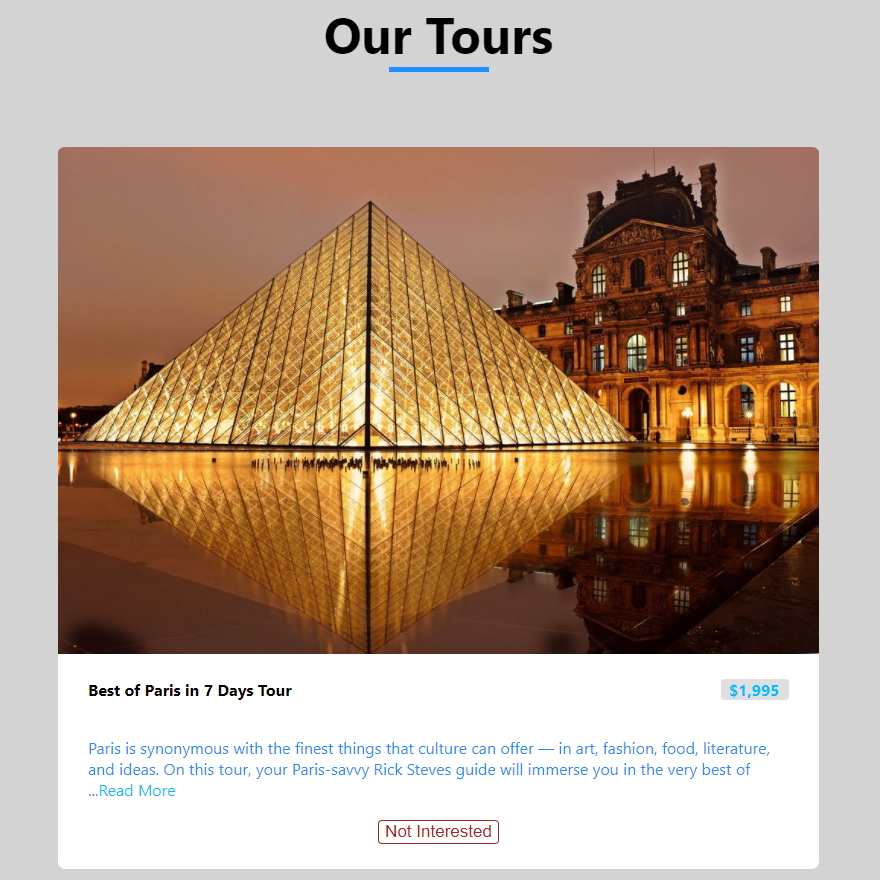 Our Tours
Best of Paris in 7 Days Tour
$1,995
Paris is synonymous with the finest things that culture can offer — in art, fashion, food, literature,
and ideas. On this tour, your Paris-savvy Rick Steves guide will immerse you in the very best of
...Read More
Not Interested